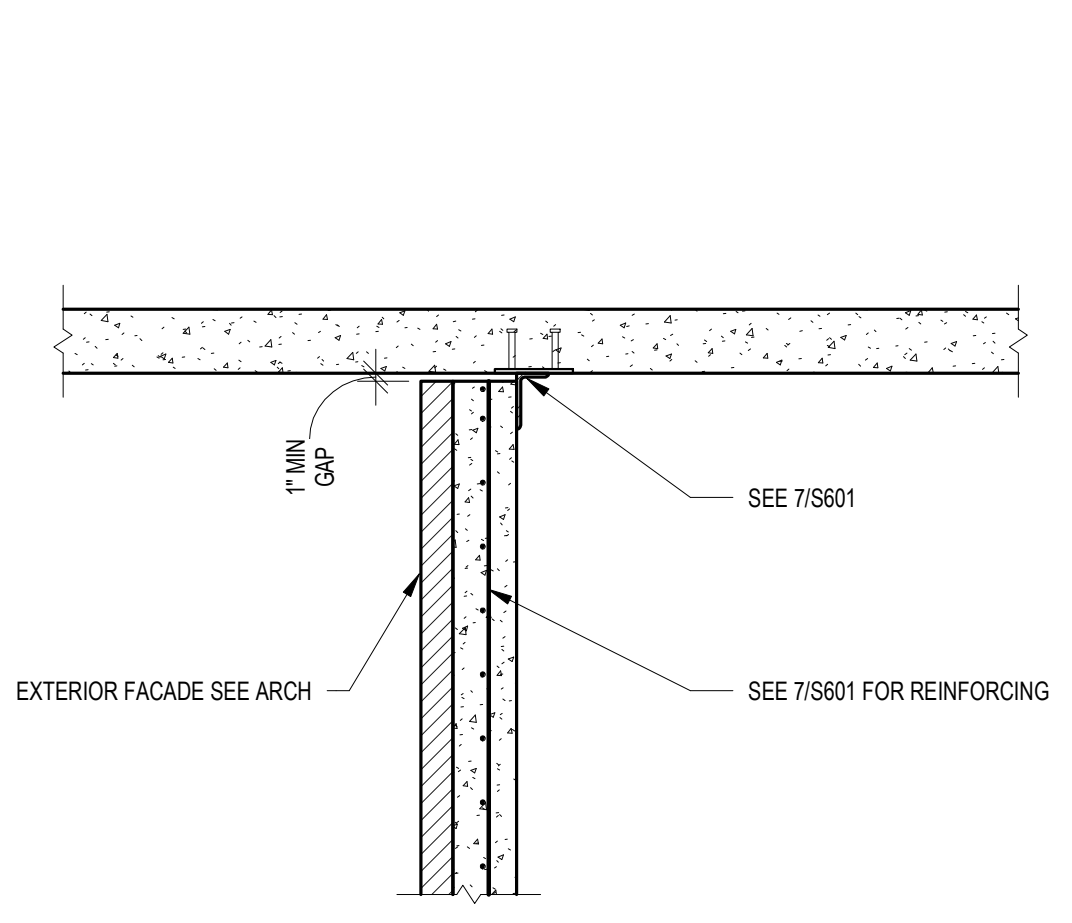 1" MIN
GAP
SEE 7/S601
EXTERIOR FACADE SEE ARCH
SEE 7/S601 FOR REINFORCING